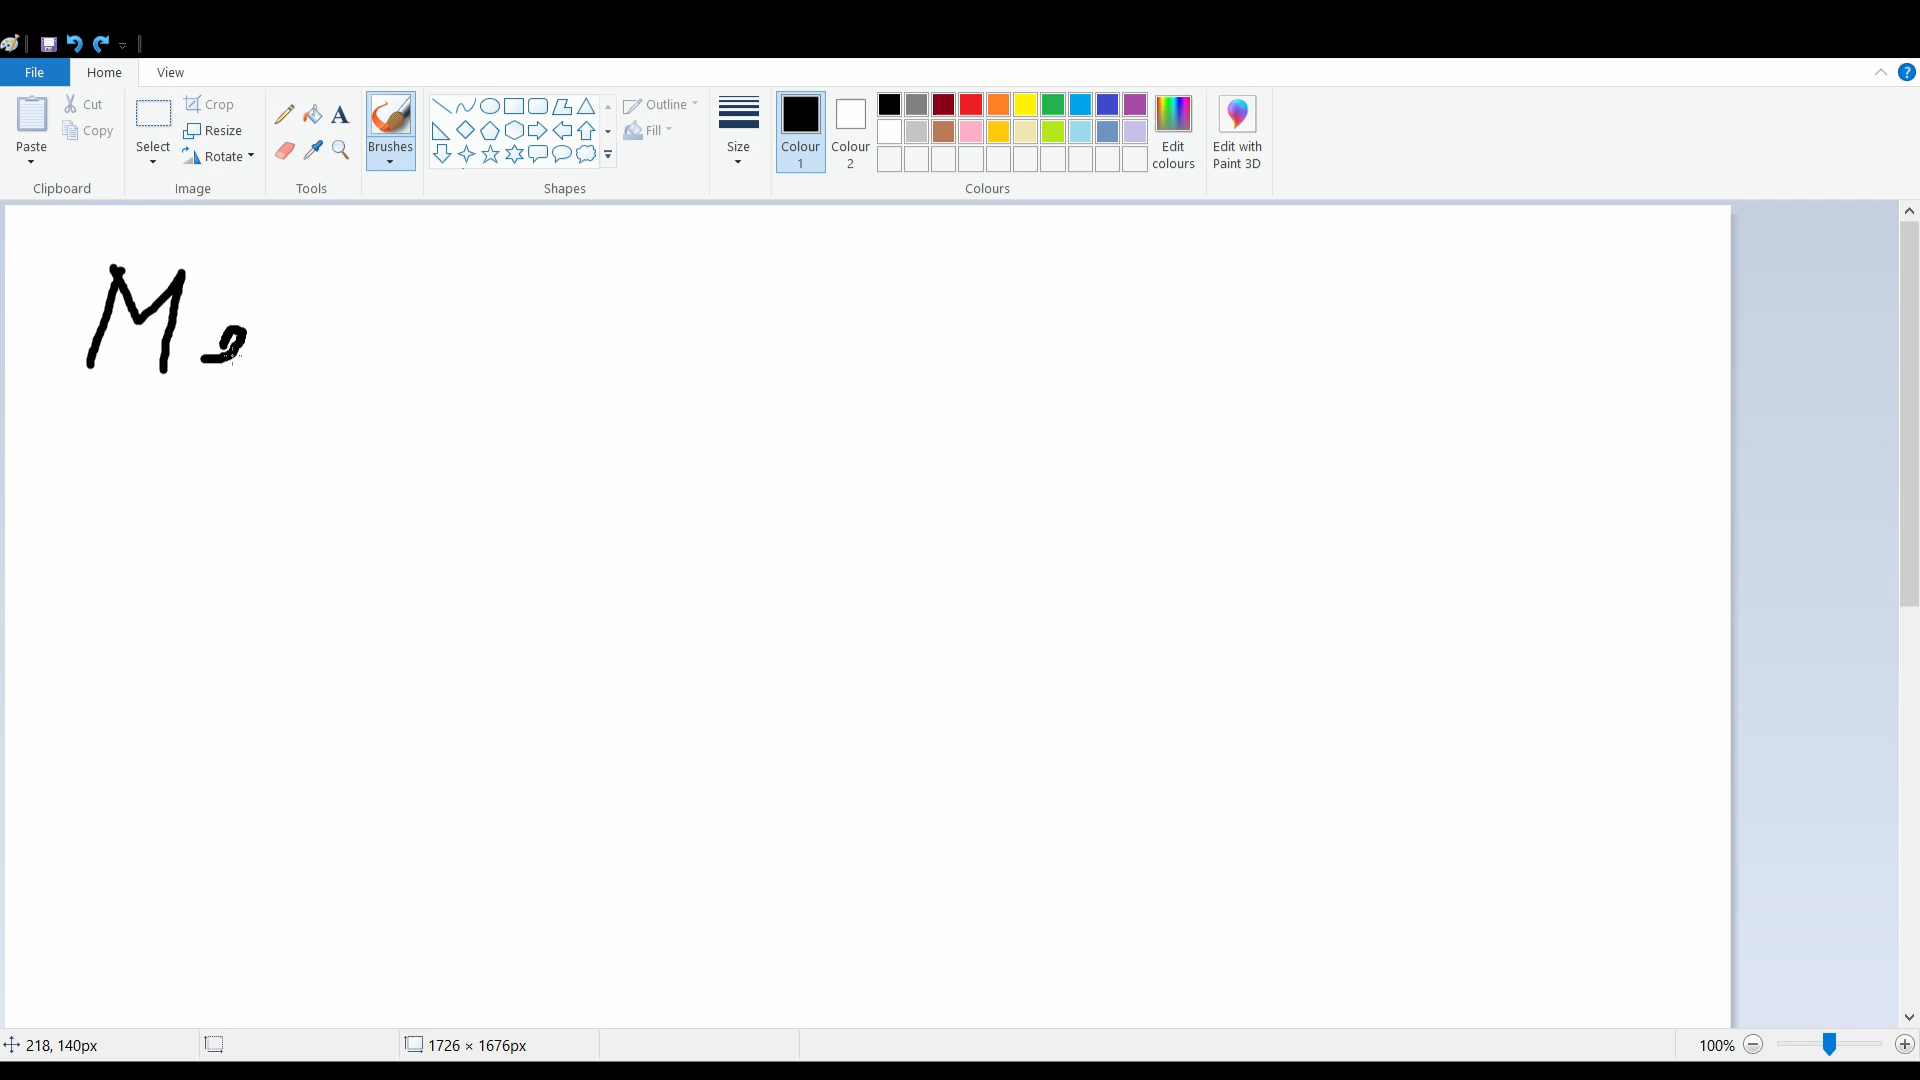 File Home View
Paste Cut Copy Select Crop Resize Rotate Brushes Outline Fill Size Colour 1 Colour 2 Edit colours Edit with Paint 3D
Clipboard Image Tools Shapes Colours
M
218, 140px 1726 × 1676px 100%